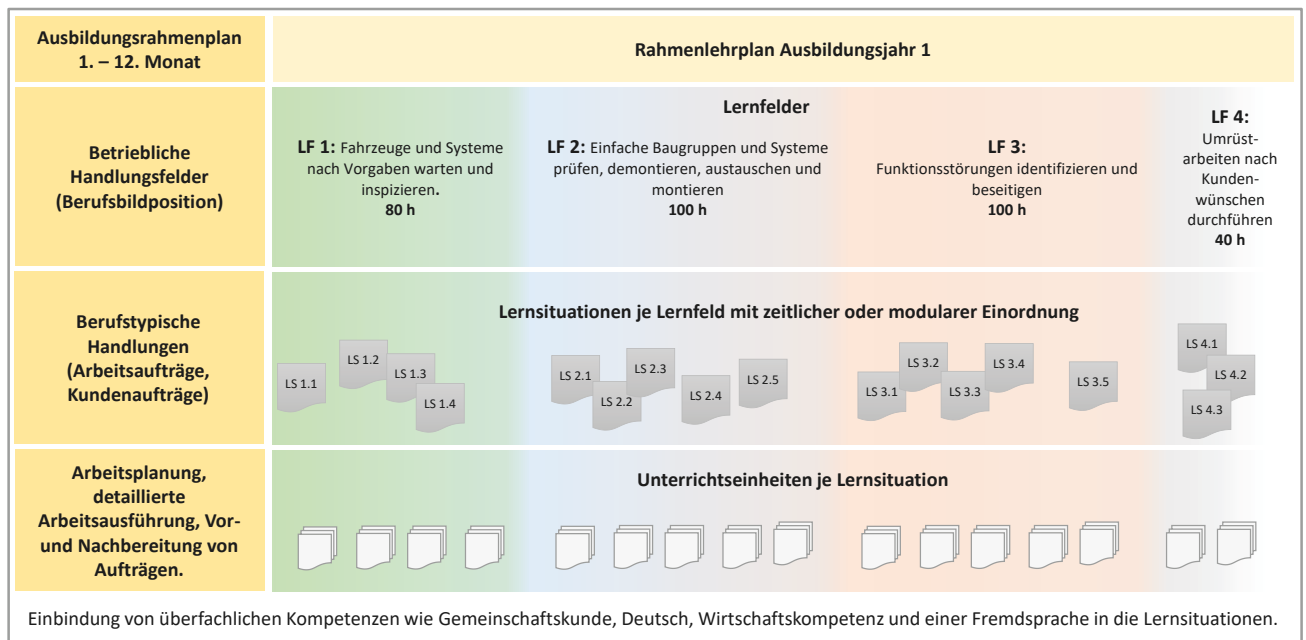 Ausbildungsrahmenplan
1. – 12. Monat
Rahmenlehrplan Ausbildungsjahr 1
Betriebliche
Handlungsfelder
(Berufsbildposition)
Lernfelder
LF 1: Fahrzeuge und Systeme
nach Vorgaben warten und
inspizieren.
80 h
LF 2: Einfache Baugruppen und Systeme
prüfen, demontieren, austauschen und
montieren
100 h
LF 3:
Funktionsstörungen identifizieren und
beseitigen
100 h
LF 4:
Umrüst-
arbeiten nach
Kunden-
wünschen
durchführen
40 h
Berufstypische
Handlungen
(Arbeitsaufträge,
Kundenaufträge)
Lernsituationen je Lernfeld mit zeitlicher oder modularer Einordnung
LS 1.1
LS 1.2
LS 1.3
LS 1.4
LS 2.1
LS 2.2
LS 2.3
LS 2.4
LS 2.5
LS 3.1
LS 3.2
LS 3.3
LS 3.4
LS 3.5
LS 4.1
LS 4.2
LS 4.3
Arbeitsplanung,
detaillierte
Arbeitsausführung, Vor-
und Nachbereitung von
Aufträgen.
Unterrichtseinheiten je Lernsituation
Einbindung von überfachlichen Kompetenzen wie Gemeinschaftskunde, Deutsch, Wirtschaftskompetenz und einer Fremdsprache in die Lernsituationen.